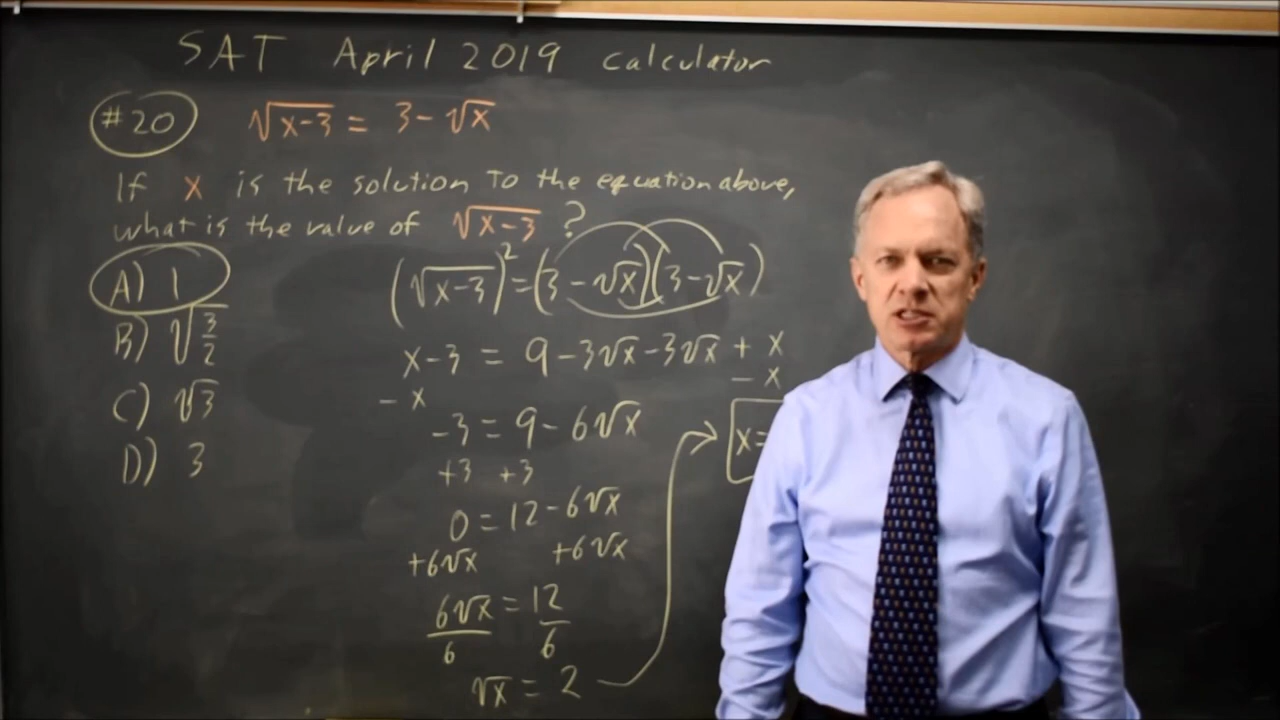 SAT April 2019 calculator
#20 √(x-3) = 3-√x
If x is the solution to the equation above,
what is the value of √(x-3) ?
A) 1
B) √(3/2)
C) √3
D) 3
(√(x-3))² = (3-√x)(3-√x)
x-3 = 9-3√x-3√x + x
-x -x
-3 = 9-6√x
+3 +3
0 = 12-6√x
+6√x +6√x
6√x/6 = 12/6
√x = 2
x=